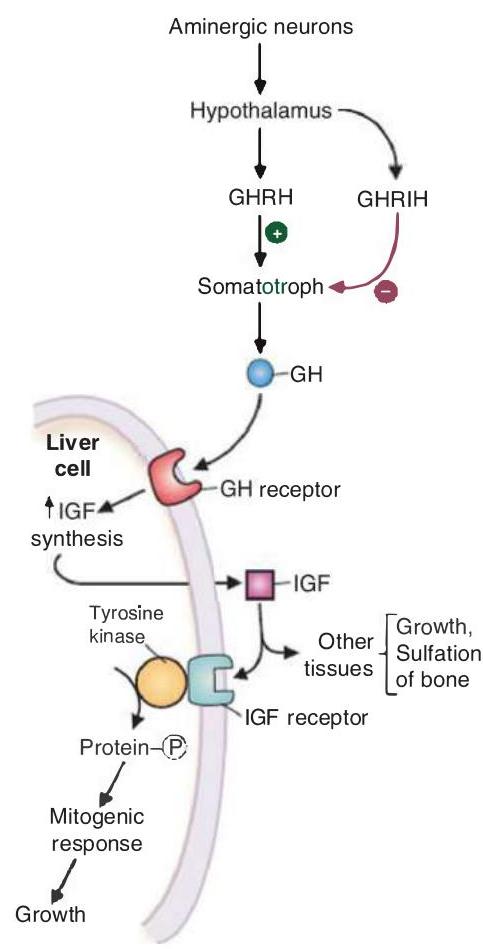 Aminergic neurons
Hypothalamus
GHRH
GHRIH
+
Somatotroph
−
GH
Liver
cell
GH receptor
IGF
synthesis
IGF
Tyrosine
kinase
Other
tissues
Growth,
Sulfation
of bone
IGF receptor
Protein–P
Mitogenic
response
Growth